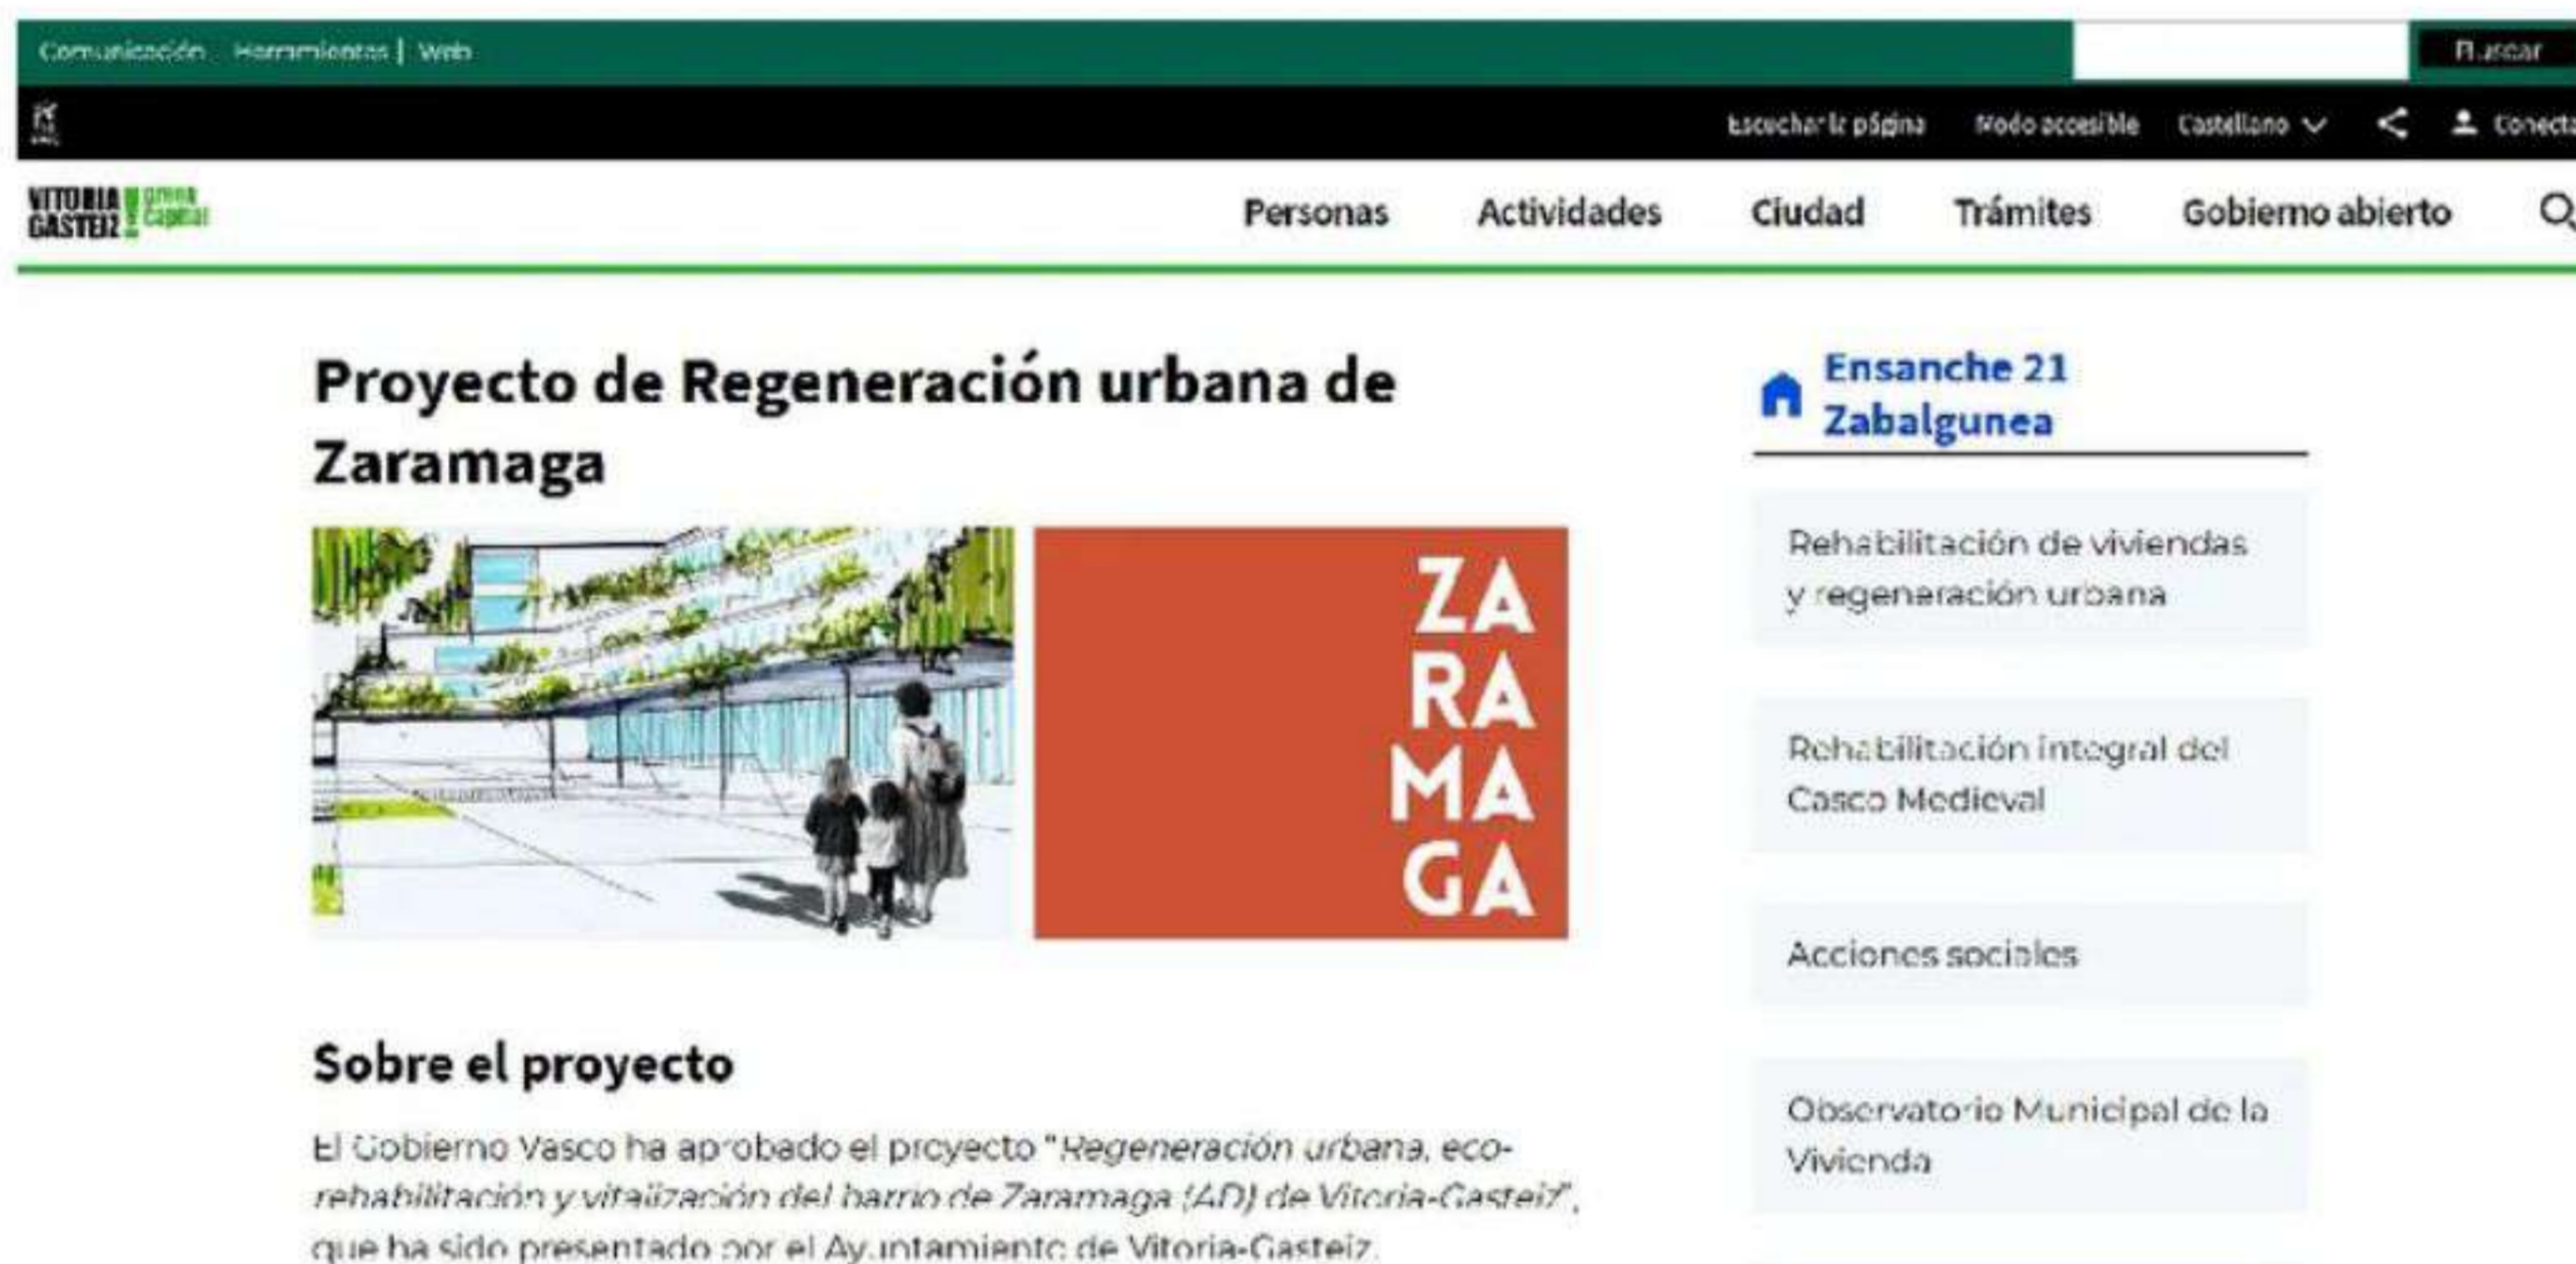 Comunicación Herramientas | Web
Buscar
Escuchar la página Modo accesible Castellano
VITORIA GASTEIZ green capital
Personas Actividades Ciudad Trámites Gobierno abierto
Proyecto de Regeneración urbana de
Zaramaga
ZA
RA
MA
GA
Sobre el proyecto
El Gobierno Vasco ha aprobado el proyecto "Regeneración urbana, eco-
rehabilitación y vitalización del barrio de Zaramaga (AD) de Vitoria-Gasteiz",
que ha sido presentado por el Ayuntamiento de Vitoria-Gasteiz.
Ensanche 21
Zabalgunea
Rehabilitación de viviendas
y regeneración urbana
Rehabilitación integral del
Casco Medieval
Acciones sociales
Observatorio Municipal de la
Vivienda